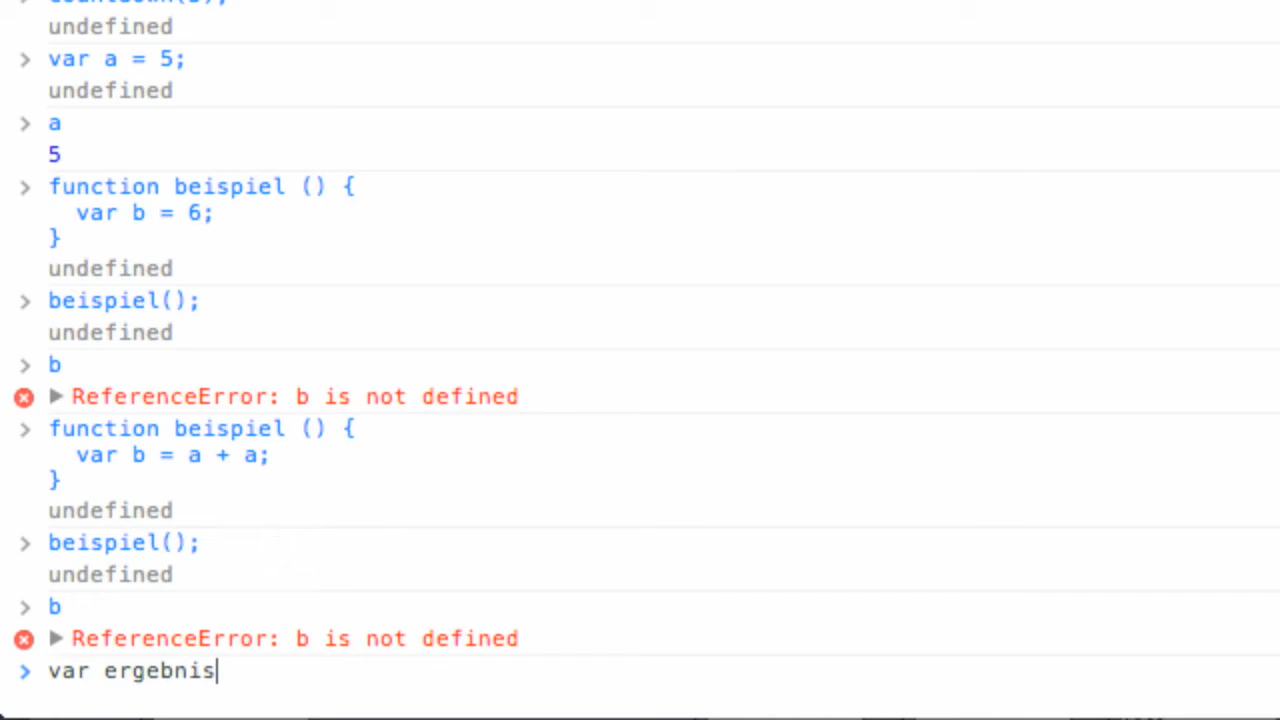 undefined
> var a = 5;
undefined
> a
5
> function beispiel () {
var b = 6;
}
undefined
> beispiel();
undefined
> b
ReferenceError: b is not defined
> function beispiel () {
var b = a + a;
}
undefined
> beispiel();
undefined
> b
ReferenceError: b is not defined
> var ergebnis